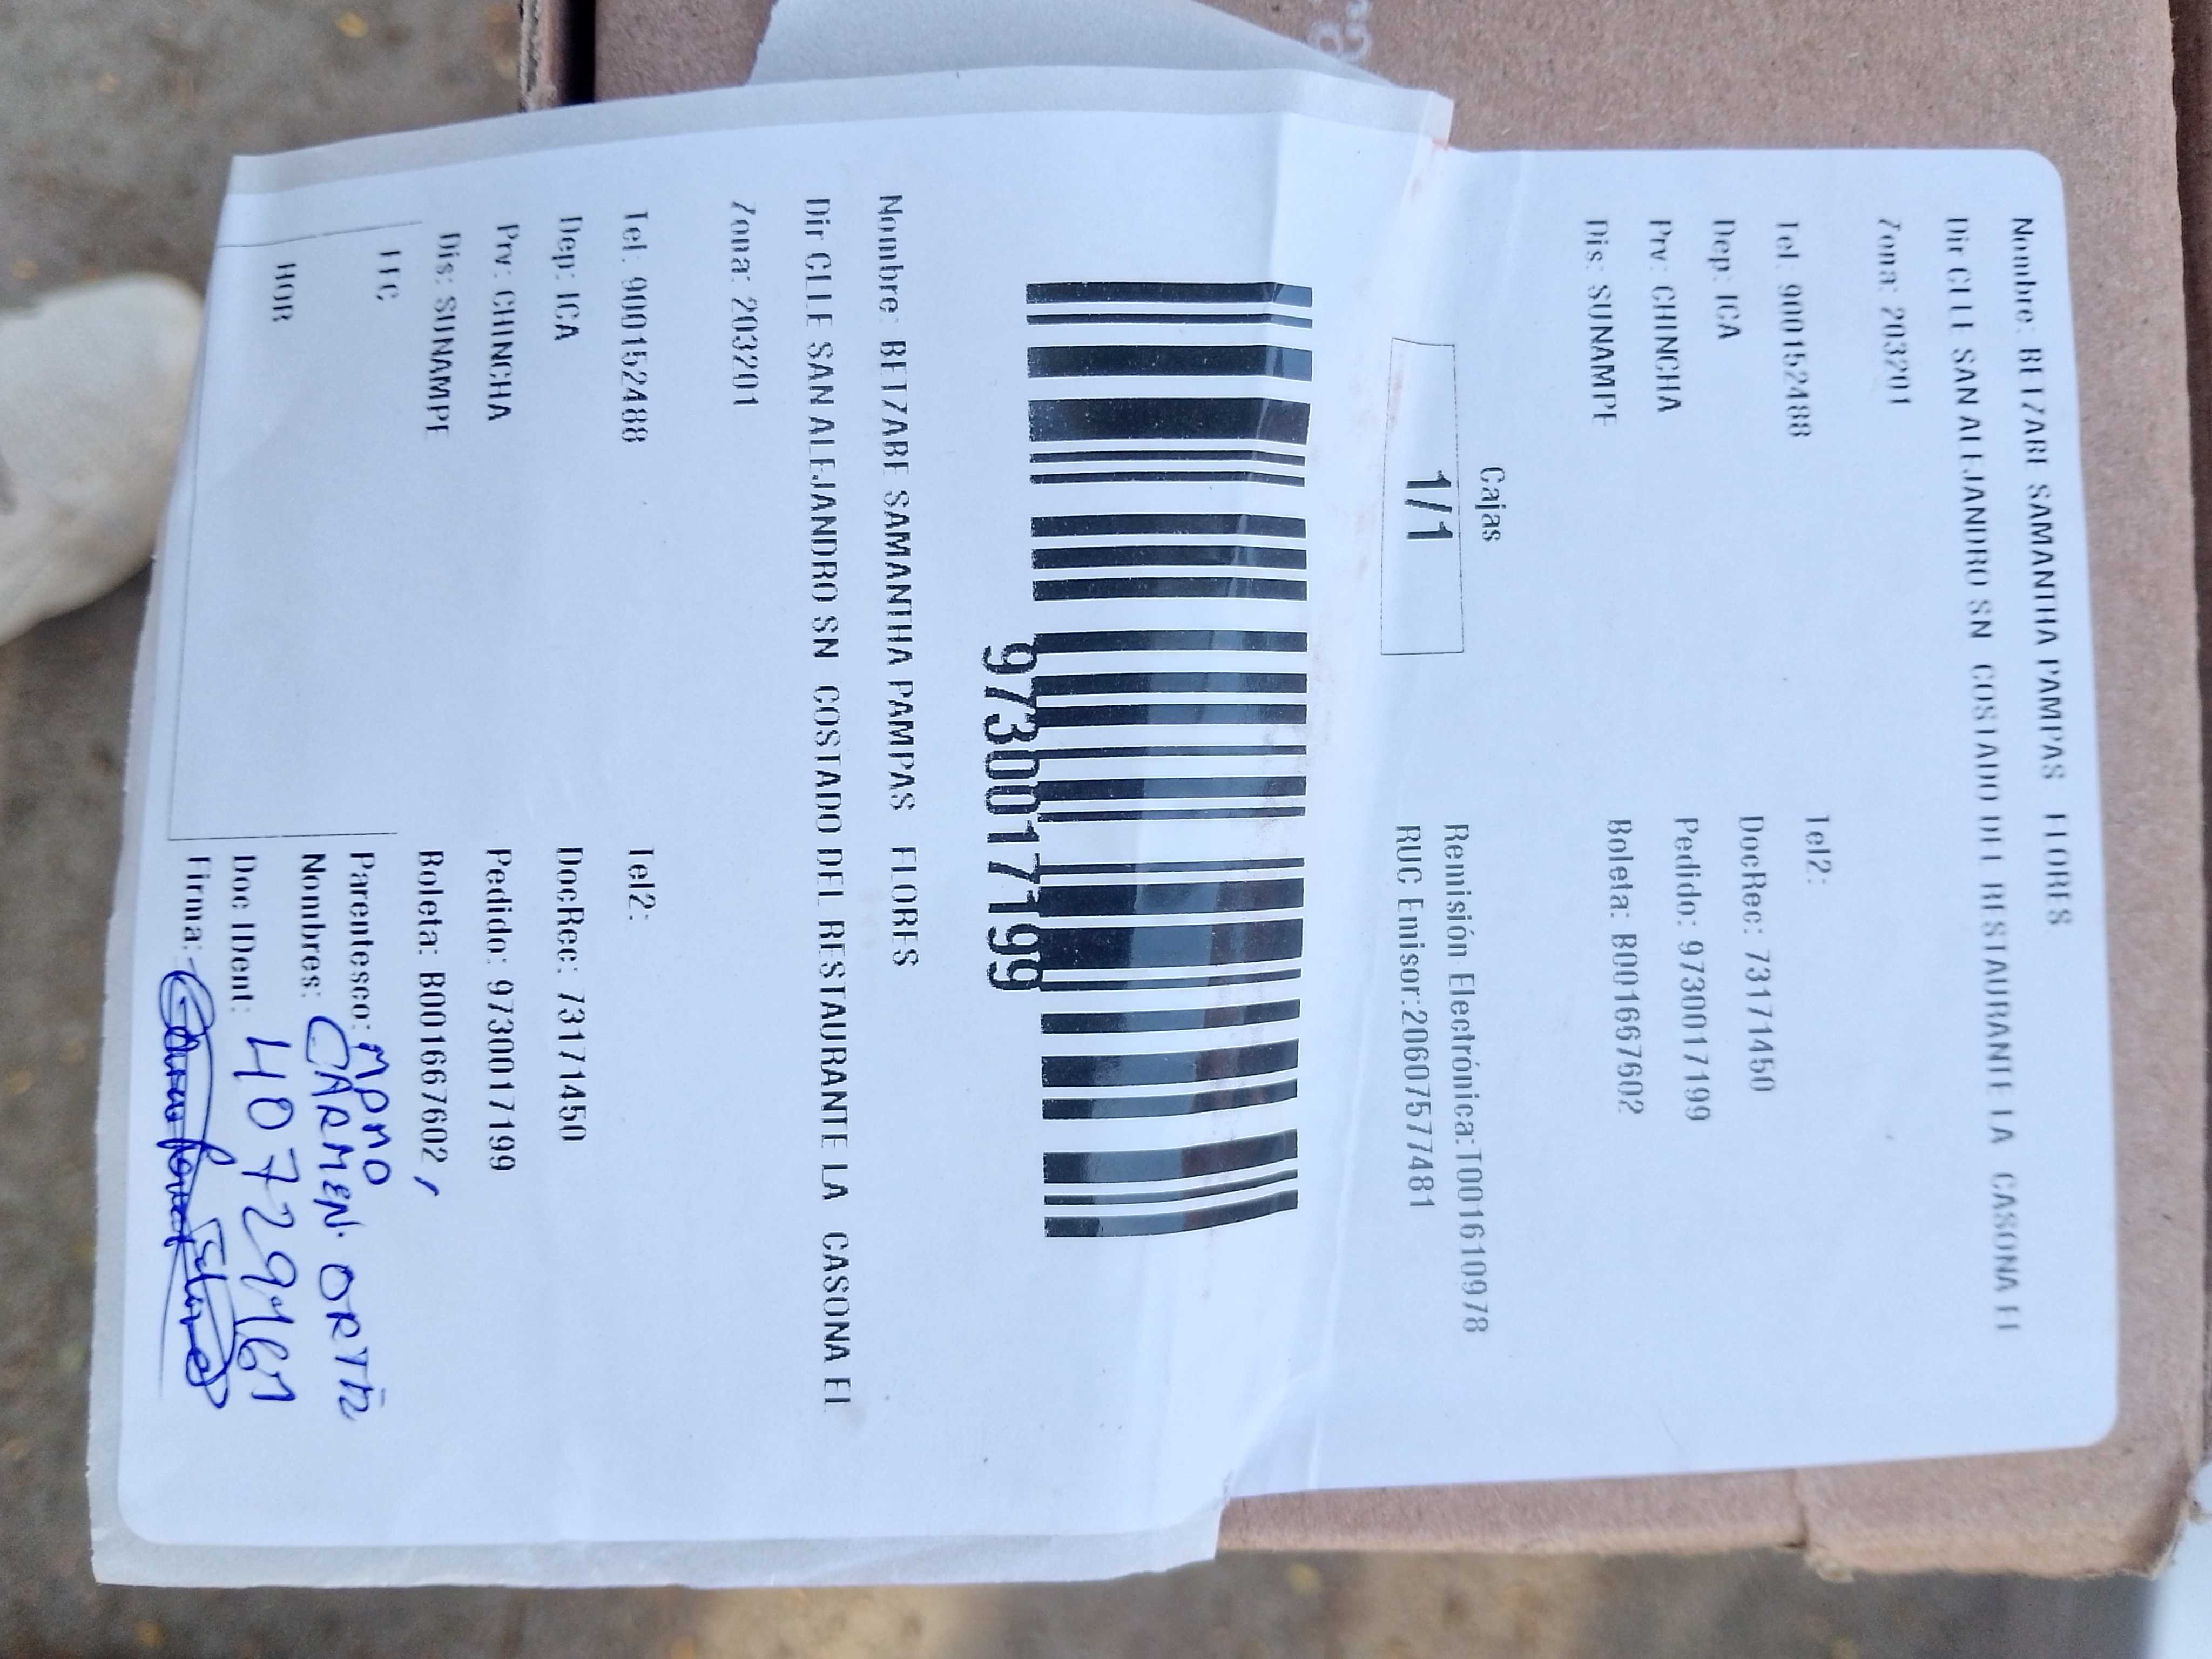 Nombre: BETZABE SAMANTHA PAMPAS FLORES
Dir CLLE SAN ALEJANDRO SN COSTADO DEL RESTAURANTE LA CASONA EL
Zona: 203201
Tel: 900152488 Tel2:
Dep: ICA DocRec: 73171450
Prv: CHINCHA Pedido: 9730017199
Dis: SUNAMPE Boleta: B001667602
Cajas Remisión Electrónica:T001610978
1/1 RUC Emisor:20607577481
9730017199
Nombre: BETZABE SAMANTHA PAMPAS FLORES
Dir CLLE SAN ALEJANDRO SN COSTADO DEL RESTAURANTE LA CASONA EL
Zona: 203201
Tel: 900152488 Tel2:
Dep: ICA DocRec: 73171450
Prv: CHINCHA Pedido: 9730017199
Dis: SUNAMPE Boleta: B001667602,
FEC Parentesco:
HOR Nombres: CARMEN ORTIZ
Doc IDent:
Firma: